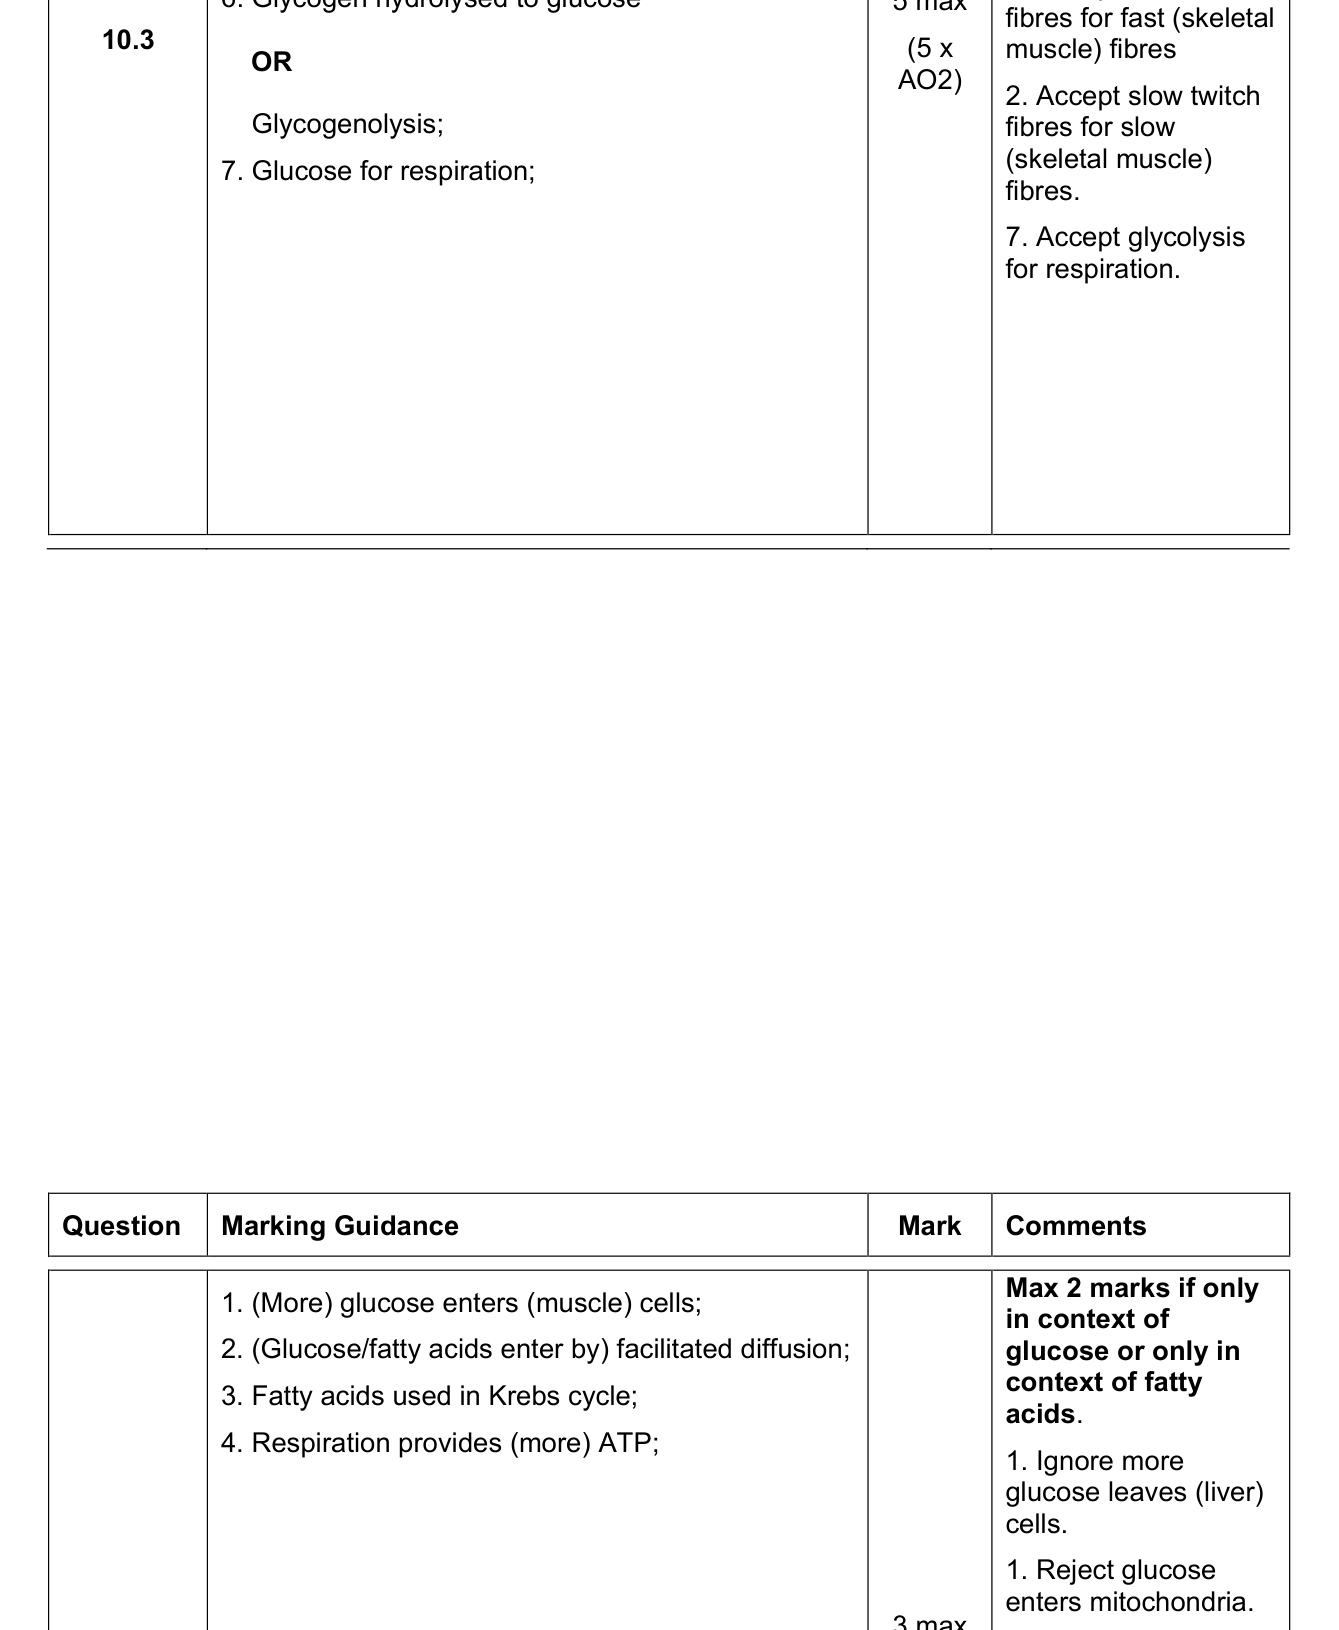 6. Glycogen hydrolysed to glucose
10.3
OR
Glycogenolysis;
7. Glucose for respiration;
5 max
(5 x
AO2)
fibres for fast (skeletal
muscle) fibres
2. Accept slow twitch
fibres for slow
(skeletal muscle)
fibres.
7. Accept glycolysis
for respiration.
Question Marking Guidance Mark Comments
1. (More) glucose enters (muscle) cells;
2. (Glucose/fatty acids enter by) facilitated diffusion;
3. Fatty acids used in Krebs cycle;
4. Respiration provides (more) ATP;
3 max
Max 2 marks if only
in context of
glucose or only in
context of fatty
acids.
1. Ignore more
glucose leaves (liver)
cells.
1. Reject glucose
enters mitochondria.